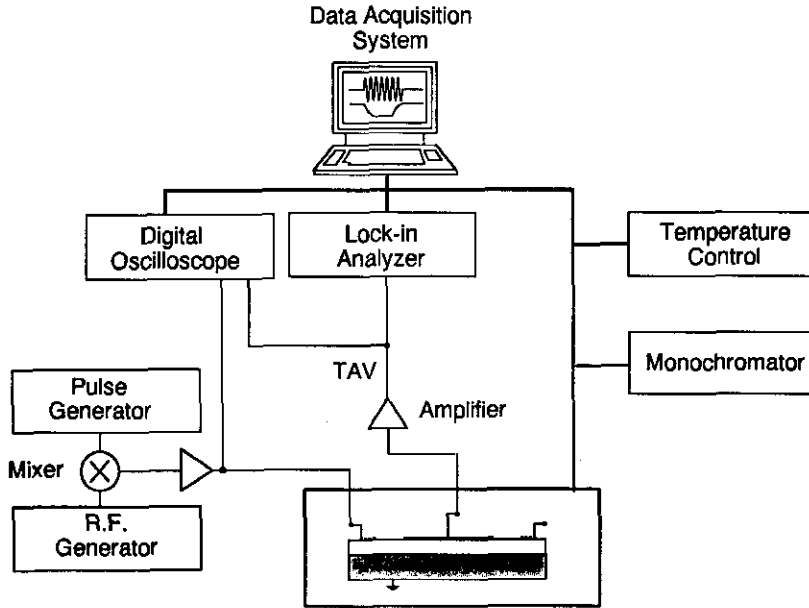 Data Acquisition
System
Digital
Oscilloscope
Lock-in
Analyzer
Temperature
Control
TAV
Monochromator
Pulse
Generator
Amplifier
Mixer
R.F.
Generator